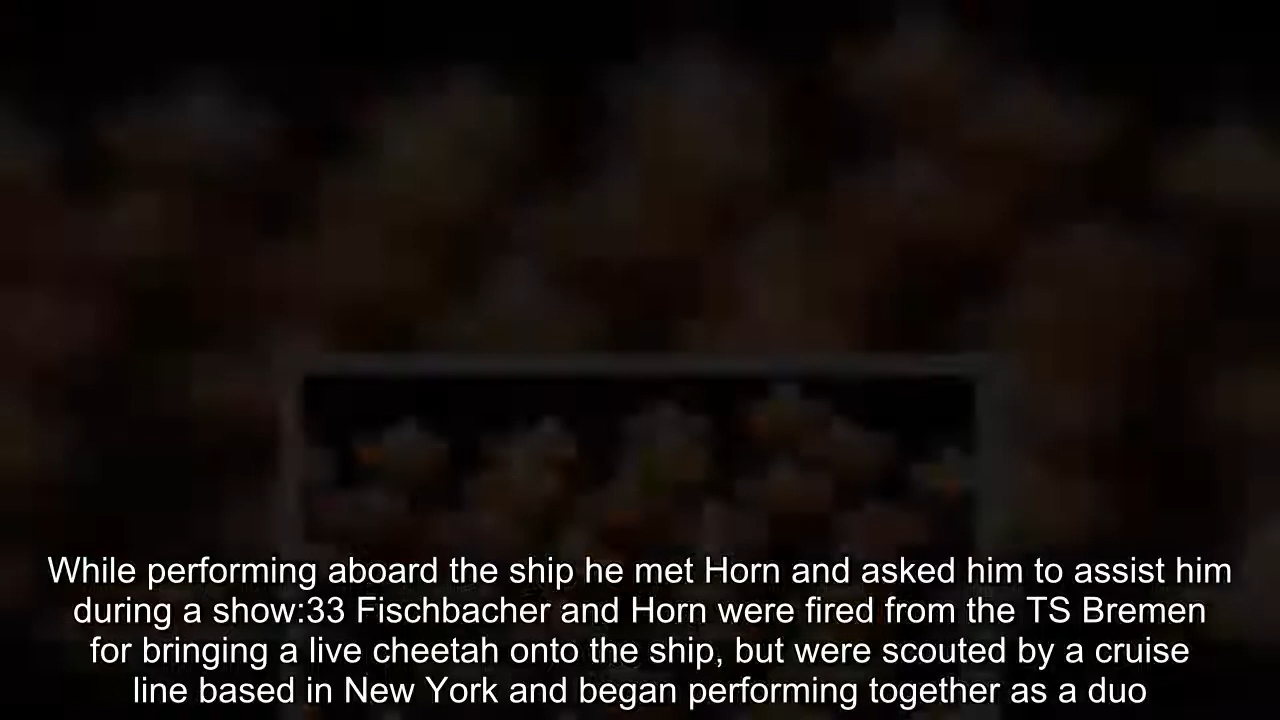 While performing aboard the ship he met Horn and asked him to assist him
during a show:33 Fischbacher and Horn were fired from the TS Bremen
for bringing a live cheetah onto the ship, but were scouted by a cruise
line based in New York and began performing together as a duo